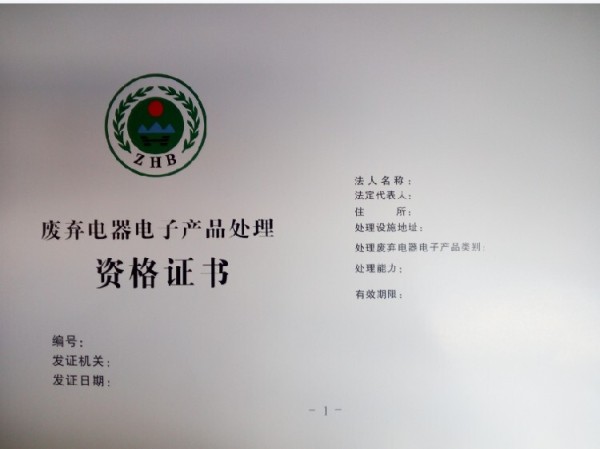 ZHB
废弃电器电子产品处理
资格证书
编号：
发证机关：
发证日期：
法人名称：
法定代表人：
住 所：
处理设施地址：
处理废弃电器电子产品类别：
处理能力：
有效期限：
- 1 -